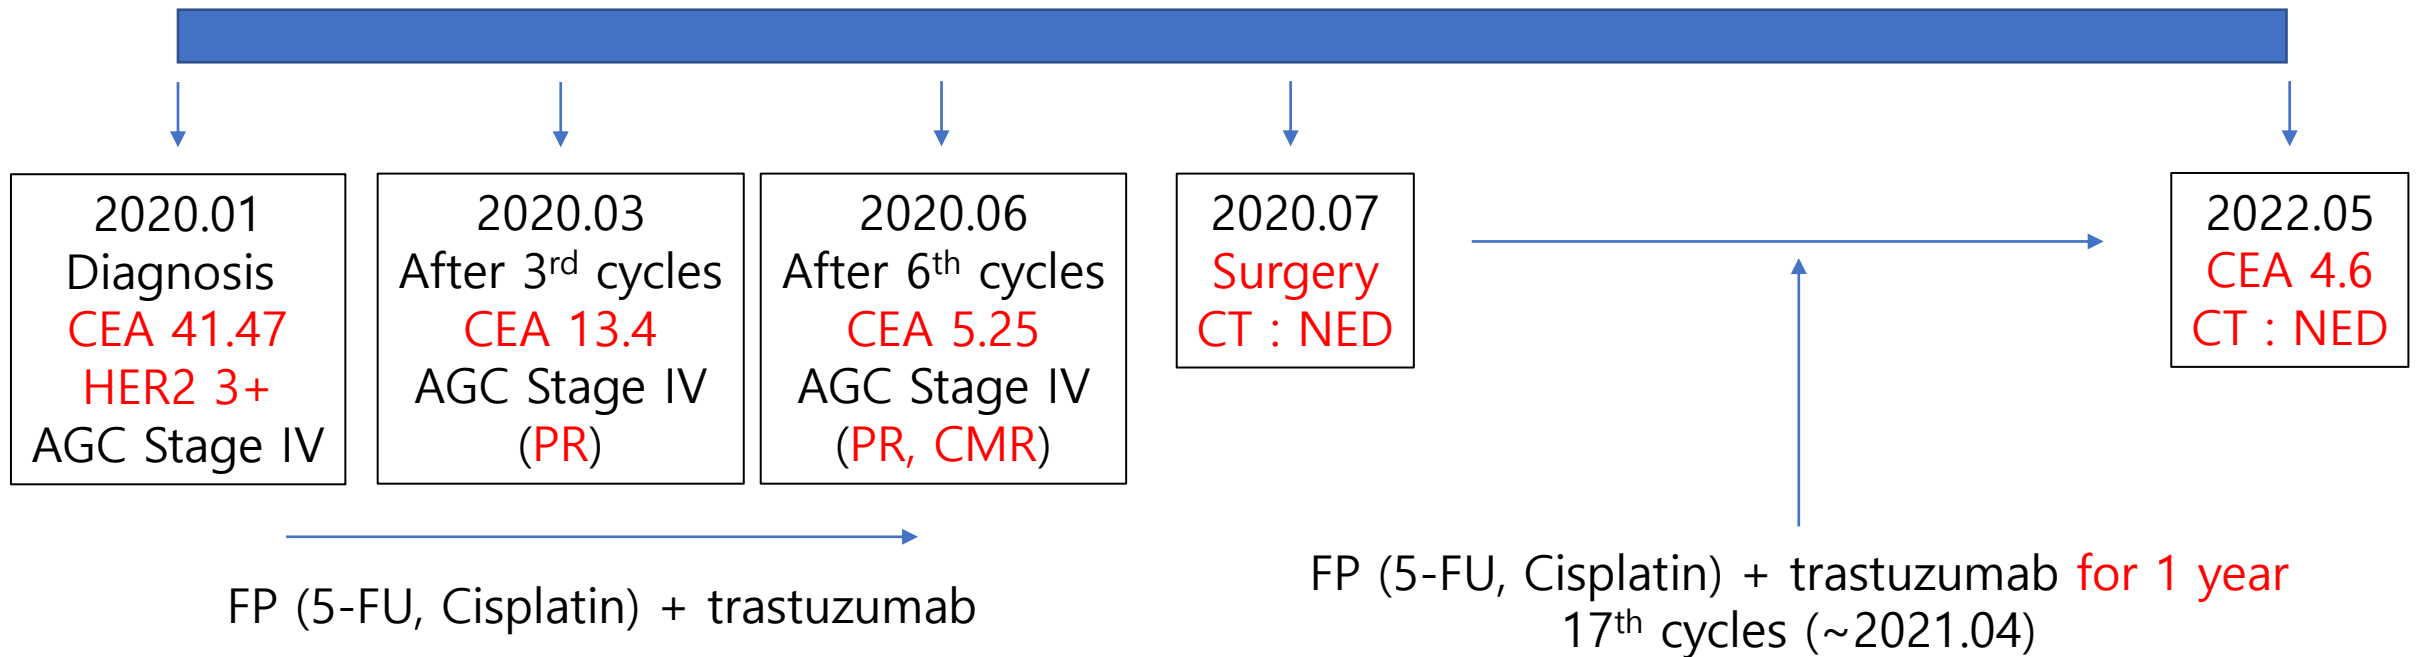 2020.01
Diagnosis
CEA 41.47
HER2 3+
AGC Stage IV
2020.03
After 3rd cycles
CEA 13.4
AGC Stage IV
(PR)
2020.06
After 6th cycles
CEA 5.25
AGC Stage IV
(PR, CMR)
2020.07
Surgery
CT : NED
2022.05
CEA 4.6
CT : NED
FP (5-FU, Cisplatin) + trastuzumab
FP (5-FU, Cisplatin) + trastuzumab for 1 year
17th cycles (~2021.04)